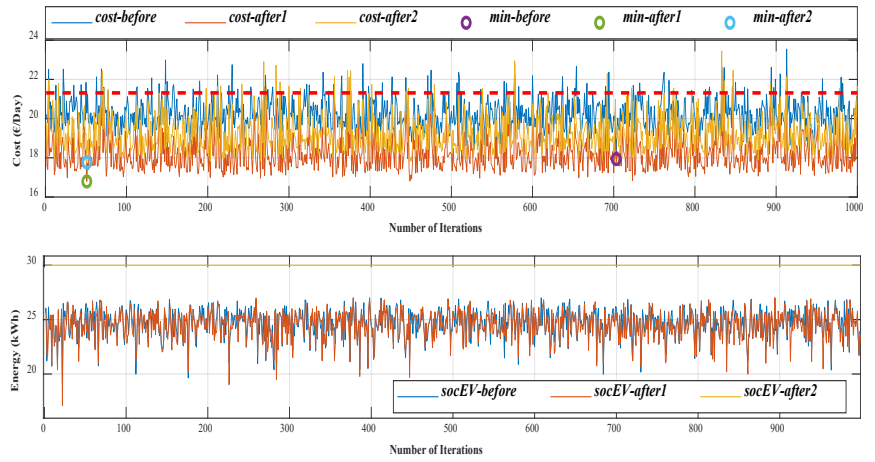 cost-before cost-after1 cost-after2 min-before min-after1 min-after2
24
22
20
18
16
Cost (€/Day)
0 100 200 300 400 500 600 700 800 900 1000
Number of Iterations
30
25
20
Energy (kWh)
socEV-before socEV-after1 socEV-after2
0 100 200 300 400 500 600 700 800 900
Number of Iterations